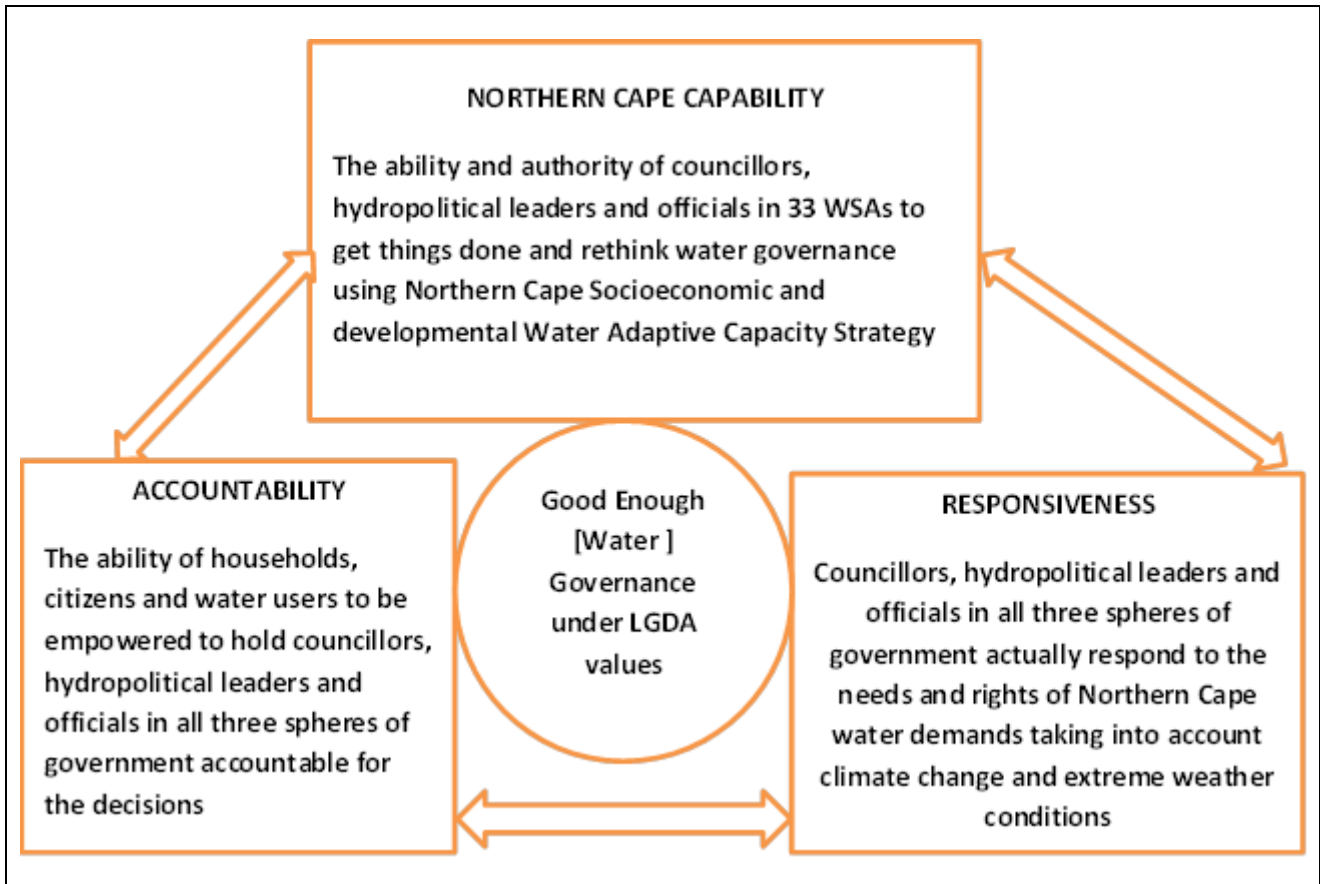 NORTHERN CAPE CAPABILITY
The ability and authority of councillors,
hydropolitical leaders and officials in 33 WSAs to
get things done and rethink water governance
using Northern Cape Socioeconomic and
developmental Water Adaptive Capacity Strategy
ACCOUNTABILITY
The ability of households,
citizens and water users to be
empowered to hold councillors,
hydropolitical leaders and
officials in all three spheres of
government accountable for
the decisions
Good Enough
[Water ]
Governance
under LGDA
values
RESPONSIVENESS
Councillors, hydropolitical leaders and
officials in all three spheres of
government actually respond to the
needs and rights of Northern Cape
water demands taking into account
climate change and extreme weather
conditions